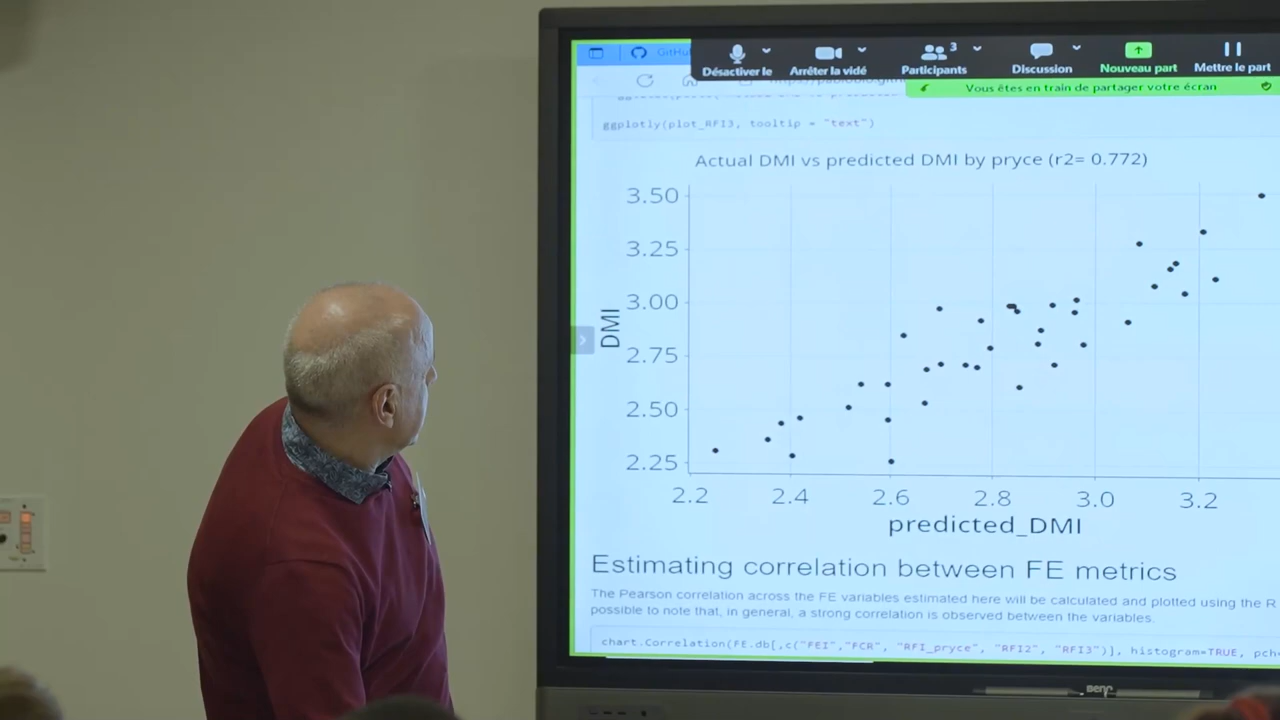 GitHu
Désactiver le
Arrêter la vidé
Participants
3
Discussion
Nouveau part
Mettre le part
Vous êtes en train de partager votre écran
ggplotly(plot_RFI3, tooltip = "text")
Actual DMI vs predicted DMI by pryce (r2= 0.772)
3.50
3.25
3.00
2.75
2.50
2.25
DMI
2.2 2.4 2.6 2.8 3.0 3.2
predicted_DMI
Estimating correlation between FE metrics
The Pearson correlation across the FE variables estimated here will be calculated and plotted using the R
possible to note that, in general, a strong correlation is observed between the variables.
chart.Correlation(FE.db[,c("FEI","FCR", "RFI_pryce", "RFI2", "RFI3")], histogram=TRUE, pch=
BenQ